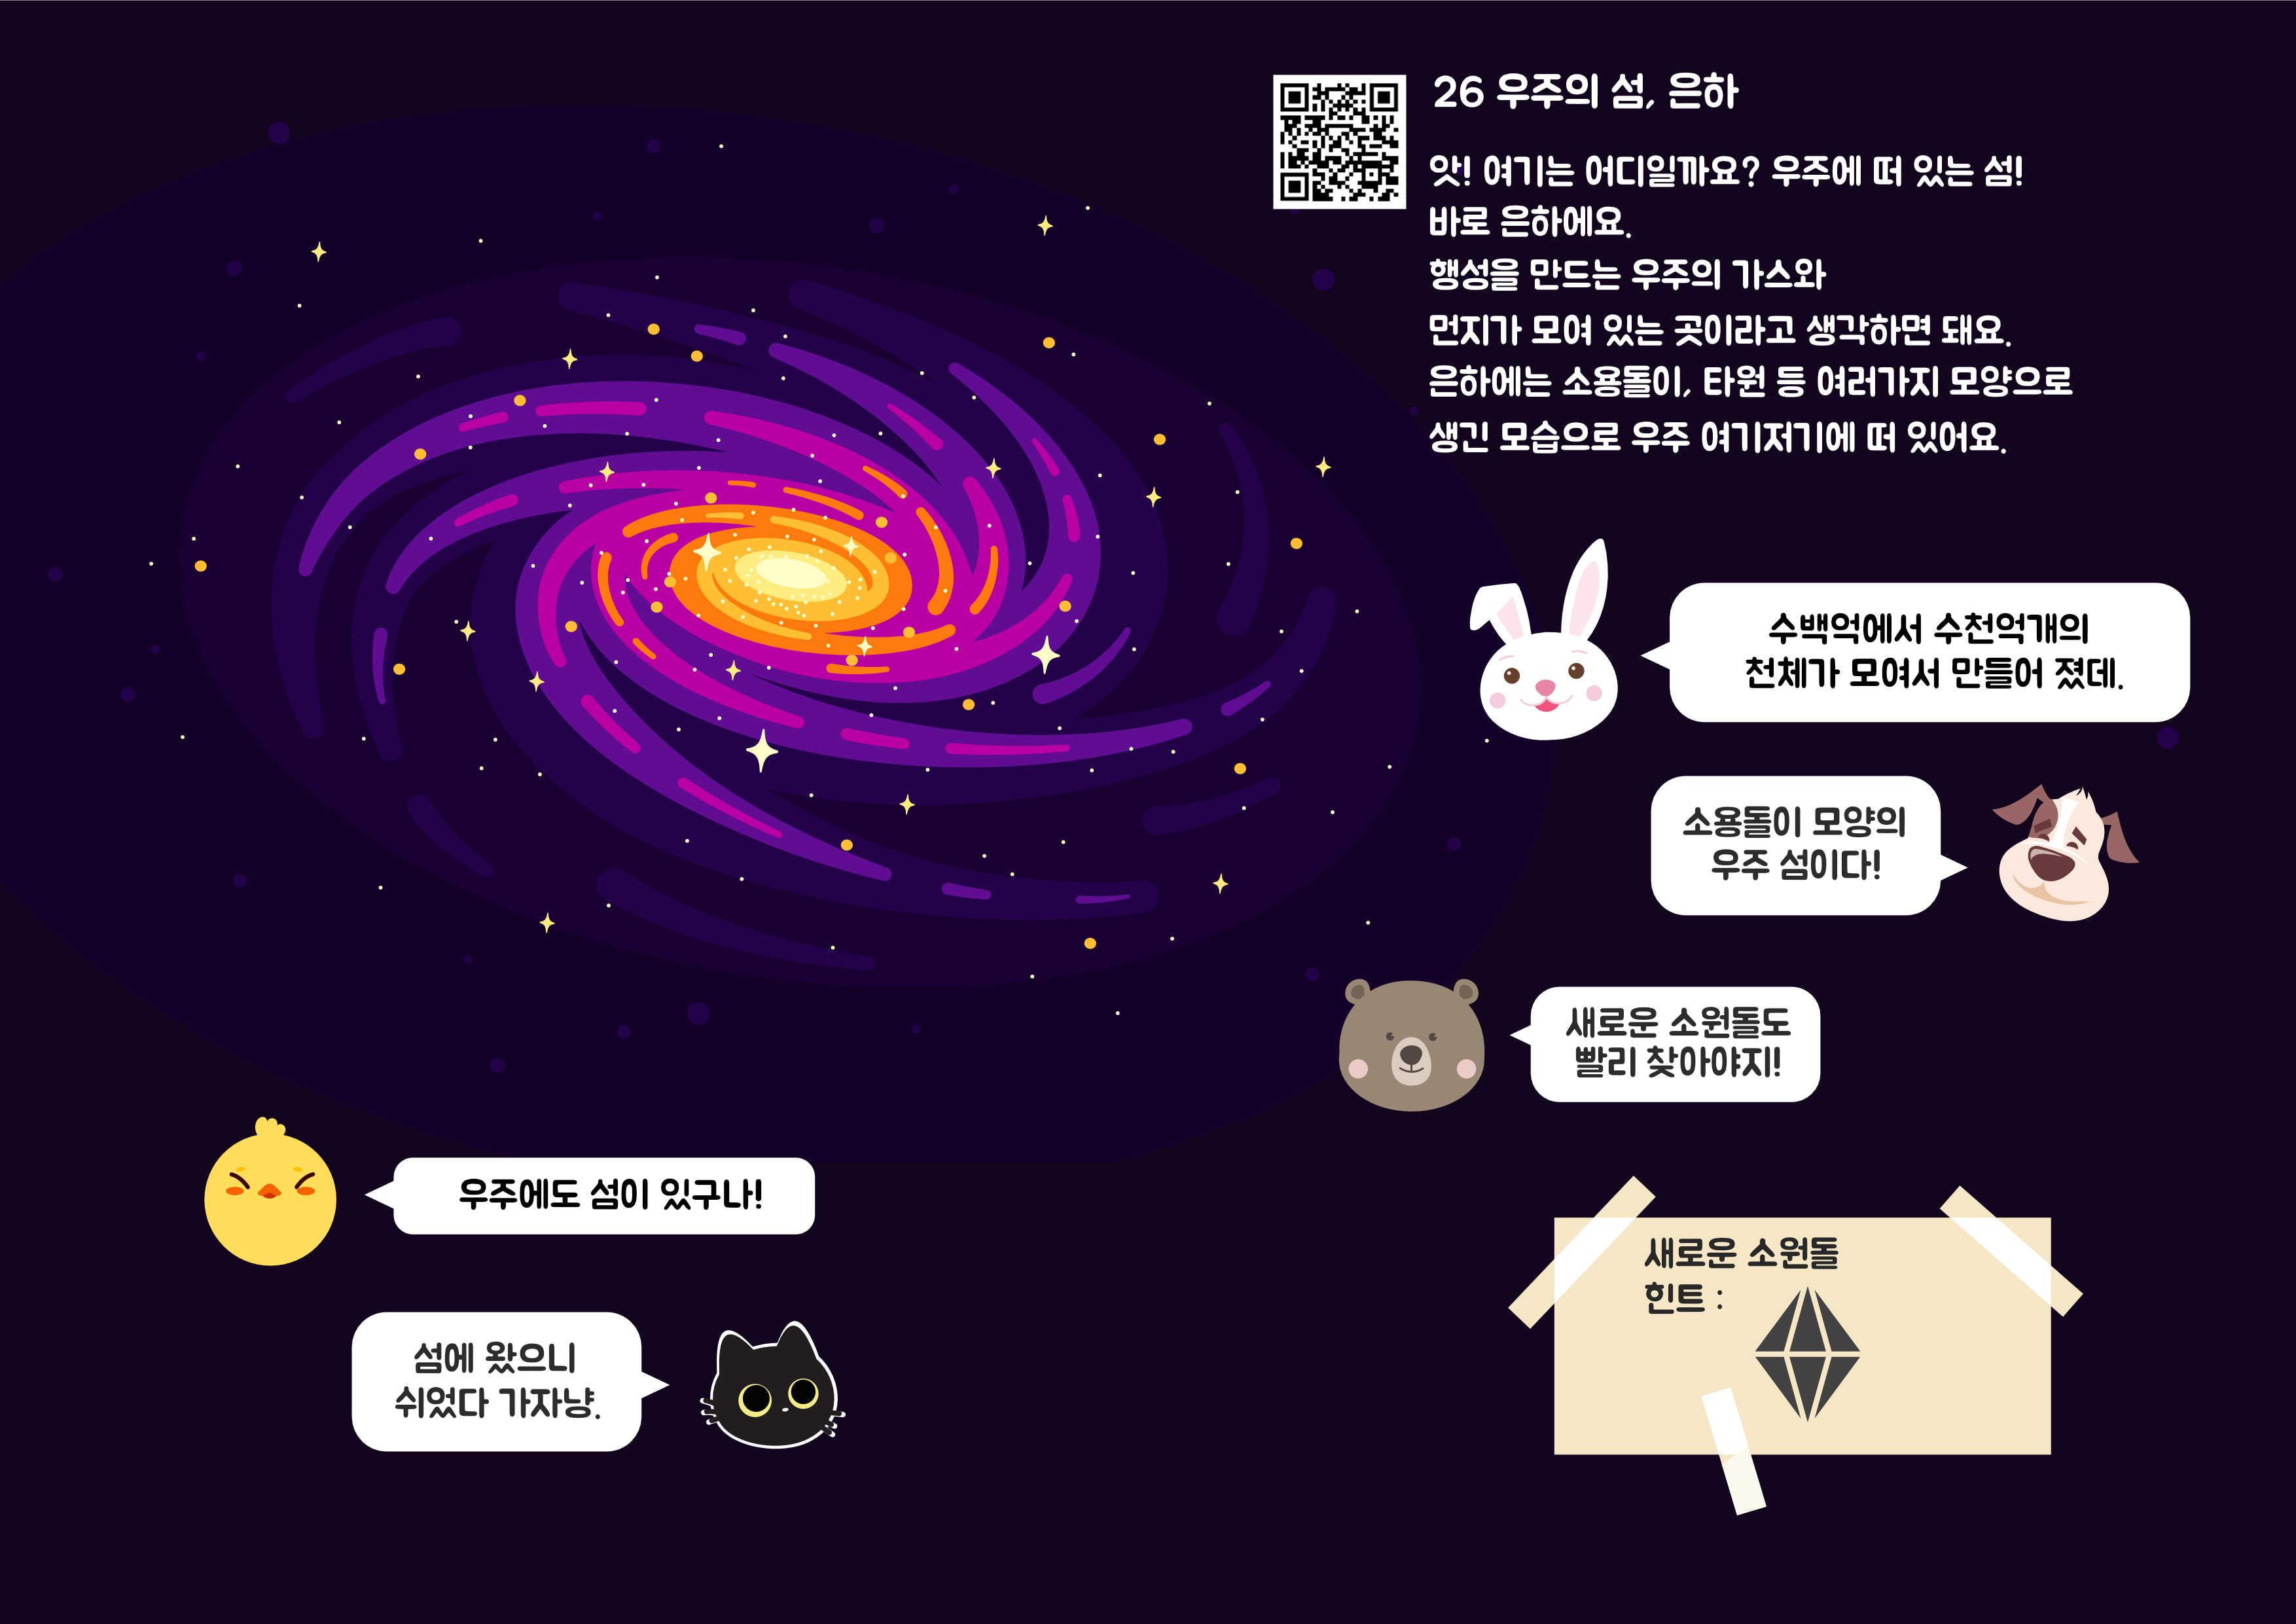 26 우주의 섬, 은하
앗! 여기는 어디일까요? 우주에 떠 있는 섬!
바로 은하에요.
행성을 만드는 우주의 가스와
먼지가 모여 있는 곳이라고 생각하면 돼요.
은하에는 소용돌이, 타원 등 여러가지 모양으로
생긴 모습으로 우주 여기저기에 떠 있어요.
수백억에서 수천억개의
천체가 모여서 만들어 졌데.
소용돌이 모양의
우주 섬이다!
새로운 소원돌도
빨리 찾아야지!
우주에도 섬이 있구나!
섬에 왔으니
쉬었다 가자냥.
새로운 소원돌
힌트 :